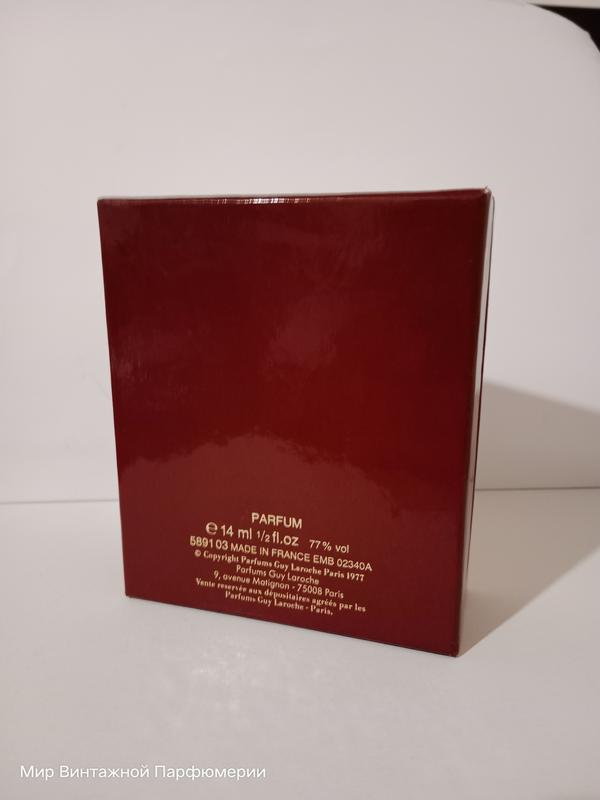 PARFUM
℮ 14 ml 1/2 fl.oz 77% vol
589103 MADE IN FRANCE EMB 02340A
© Copyright Parfums Guy Laroche Paris 1977
Parfums Guy Laroche
9, avenue Matignon - 75008 Paris
Vente reservée aux dépositaires agréés par les
Parfums Guy Laroche - Paris.
Мир Винтажной Парфюмерии